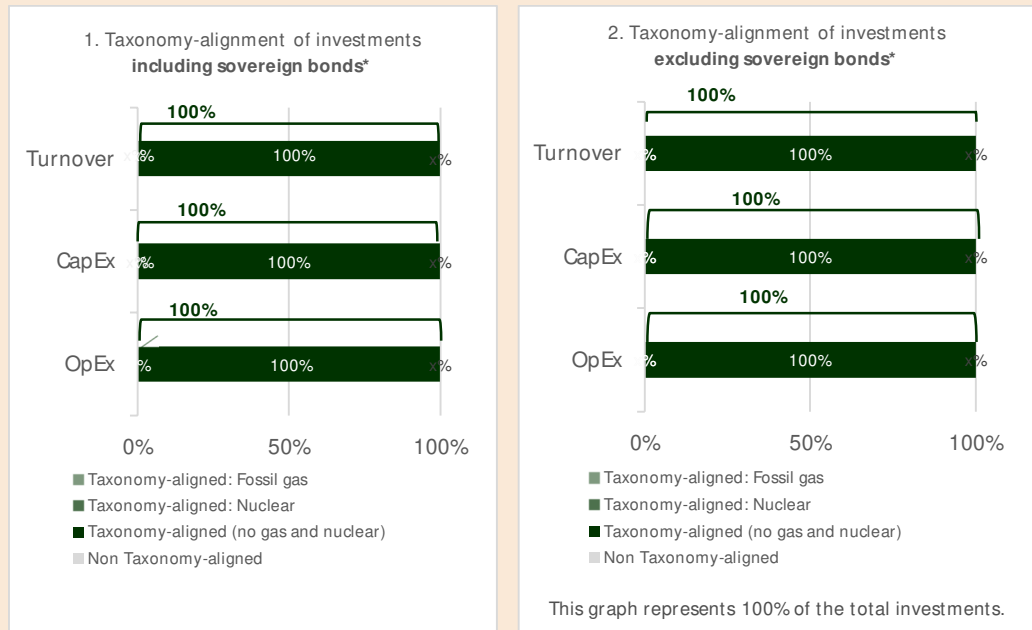 1. Taxonomy-alignment of investments
including sovereign bonds*
100%
Turnover
%
100%
x%
100%
CapEx
%
100%
x%
100%
OpEx
%
100%
x%
0% 50% 100%
Taxonomy-aligned: Fossil gas
Taxonomy-aligned: Nuclear
Taxonomy-aligned (no gas and nuclear)
Non Taxonomy-aligned
2. Taxonomy-alignment of investments
excluding sovereign bonds*
100%
Turnover
%
100%
x%
100%
CapEx
%
100%
x%
100%
OpEx
%
100%
x%
0% 50% 100%
Taxonomy-aligned: Fossil gas
Taxonomy-aligned: Nuclear
Taxonomy-aligned (no gas and nuclear)
Non Taxonomy-aligned
This graph represents 100% of the total investments.